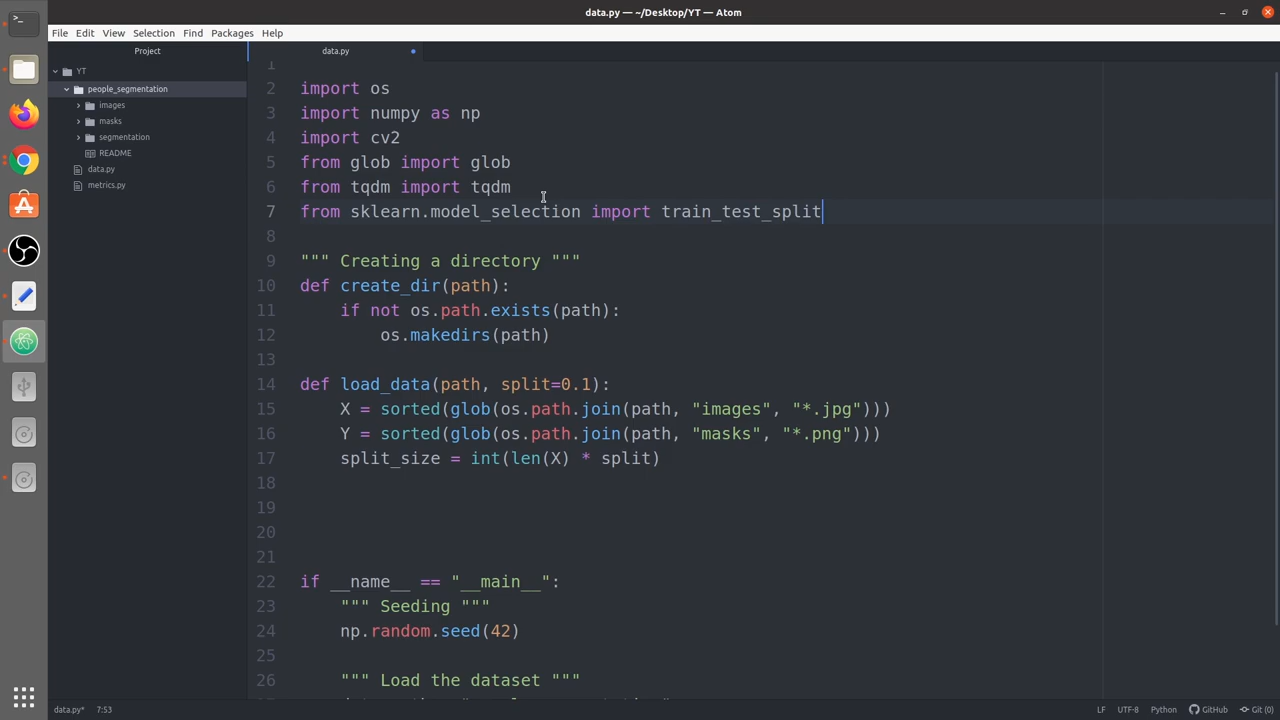 data.py — ~/Desktop/YT — Atom
File Edit View Selection Find Packages Help
Project
data.py
YT
people_segmentation
images
masks
segmentation
README
data.py
metrics.py
1
2 import os
3 import numpy as np
4 import cv2
5 from glob import glob
6 from tqdm import tqdm
7 from sklearn.model_selection import train_test_split
8
9 """ Creating a directory """
10 def create_dir(path):
11 if not os.path.exists(path):
12 os.makedirs(path)
13
14 def load_data(path, split=0.1):
15 X = sorted(glob(os.path.join(path, "images", "*.jpg")))
16 Y = sorted(glob(os.path.join(path, "masks", "*.png")))
17 split_size = int(len(X) * split)
18
19
20
21
22 if __name__ == "__main__":
23 """ Seeding """
24 np.random.seed(42)
25
26 """ Load the dataset """
data.py* 7:53
LF UTF-8 Python GitHub Git (0)